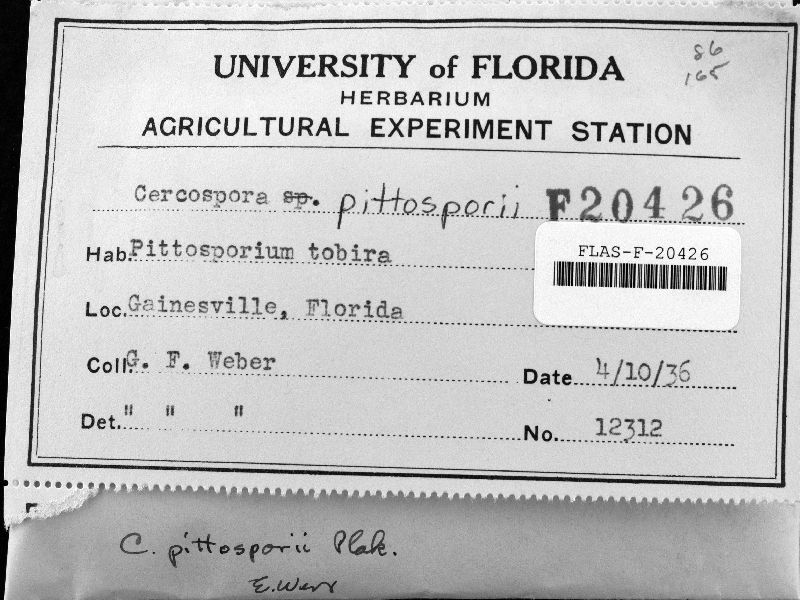 86
165
UNIVERSITY of FLORIDA
HERBARIUM
AGRICULTURAL EXPERIMENT STATION
Cercospora sp. pittosporii F20426
FLAS-F-20426
Hab. Pittosporium tobira
Loc. Gainesville, Florida
Coll. G. F. Weber Date 4/10/36
Det. " " " No. 12312
C. pittosporii Plak.